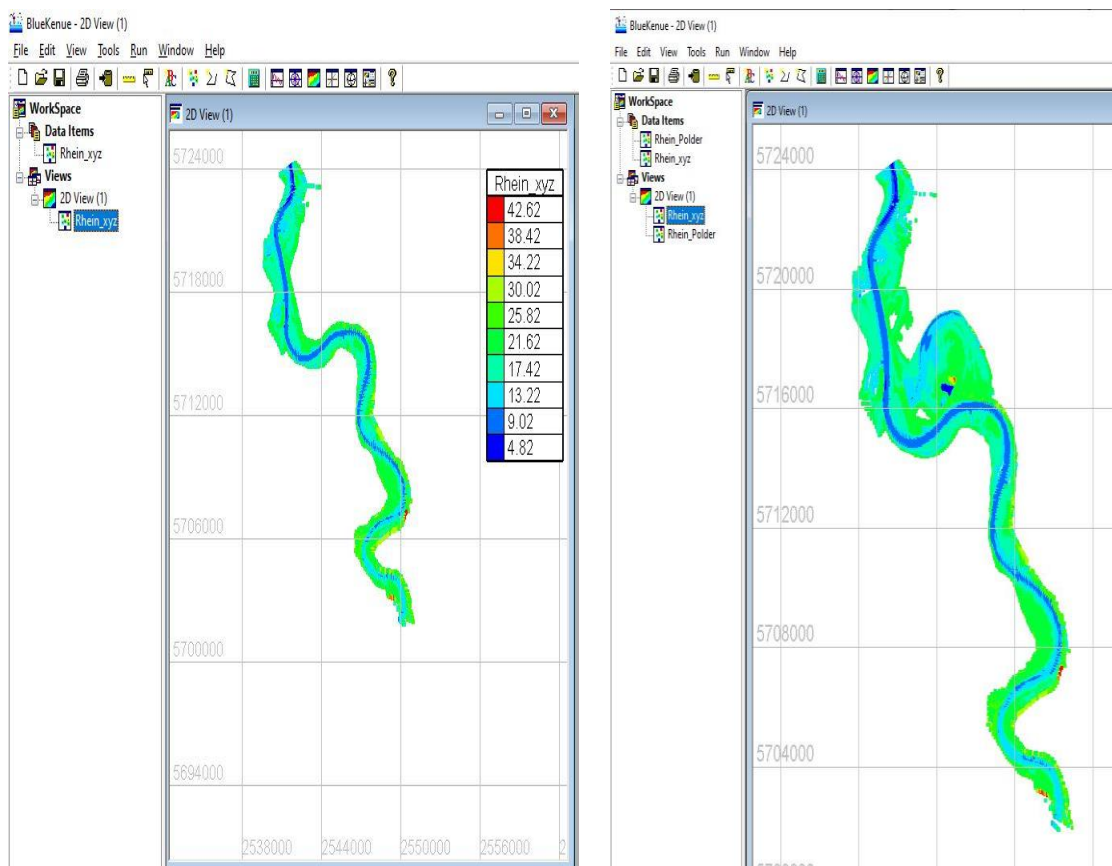 BlueKenue - 2D View (1)
File Edit View Tools Run Window Help
WorkSpace
Data Items
Rhein_xyz
Views
2D View (1)
Rhein_xyz
2D View (1)
5724000
5718000
5712000
5706000
5700000
5694000
2538000 2544000 2550000 2556000 2
Rhein_xyz
42.62
38.42
34.22
30.02
25.82
21.62
17.42
13.22
9.02
4.82
BlueKenue - 2D View (1)
File Edit View Tools Run Window Help
WorkSpace
Data Items
Rhein_Polder
Rhein_xyz
Views
2D View (1)
Rhein_xyz
Rhein_Polder
2D View (1)
5724000
5720000
5716000
5712000
5708000
5704000